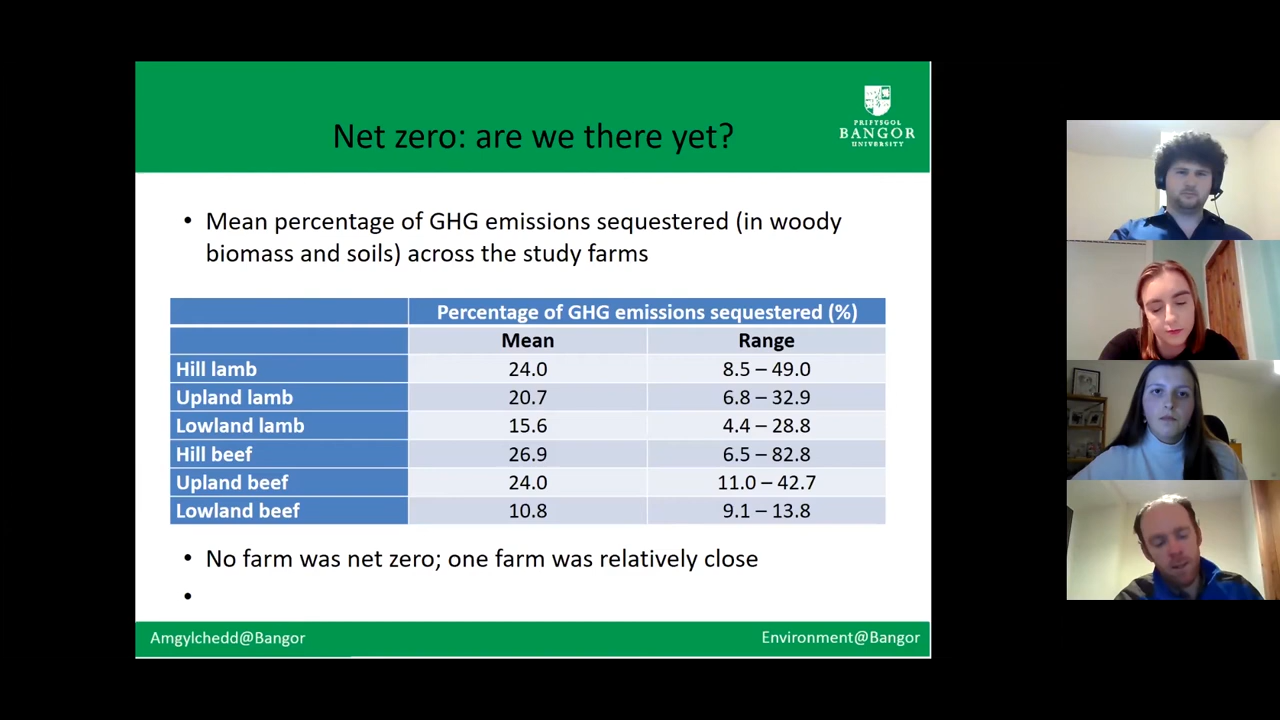 Net zero: are we there yet?
PRIFYSGOL
BANGOR
UNIVERSITY
• Mean percentage of GHG emissions sequestered (in woody
biomass and soils) across the study farms
Percentage of GHG emissions sequestered (%)
Mean Range
Hill lamb 24.0 8.5 – 49.0
Upland lamb 20.7 6.8 – 32.9
Lowland lamb 15.6 4.4 – 28.8
Hill beef 26.9 6.5 – 82.8
Upland beef 24.0 11.0 – 42.7
Lowland beef 10.8 9.1 – 13.8
• No farm was net zero; one farm was relatively close
•
Amgylchedd@Bangor Environment@Bangor